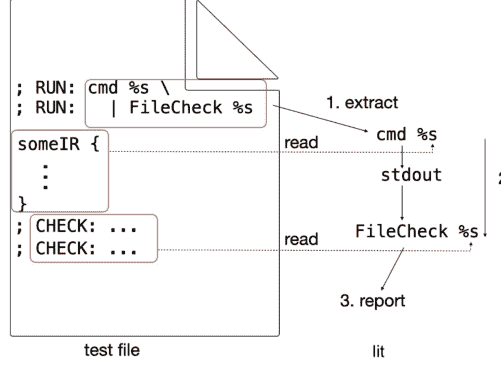 ; RUN: cmd %s \
; RUN: | FileCheck %s
1. extract
cmd %s
someIR {
read
stdout
}
; CHECK: ...
FileCheck %s
; CHECK: ...
read
3. report
test file
lit